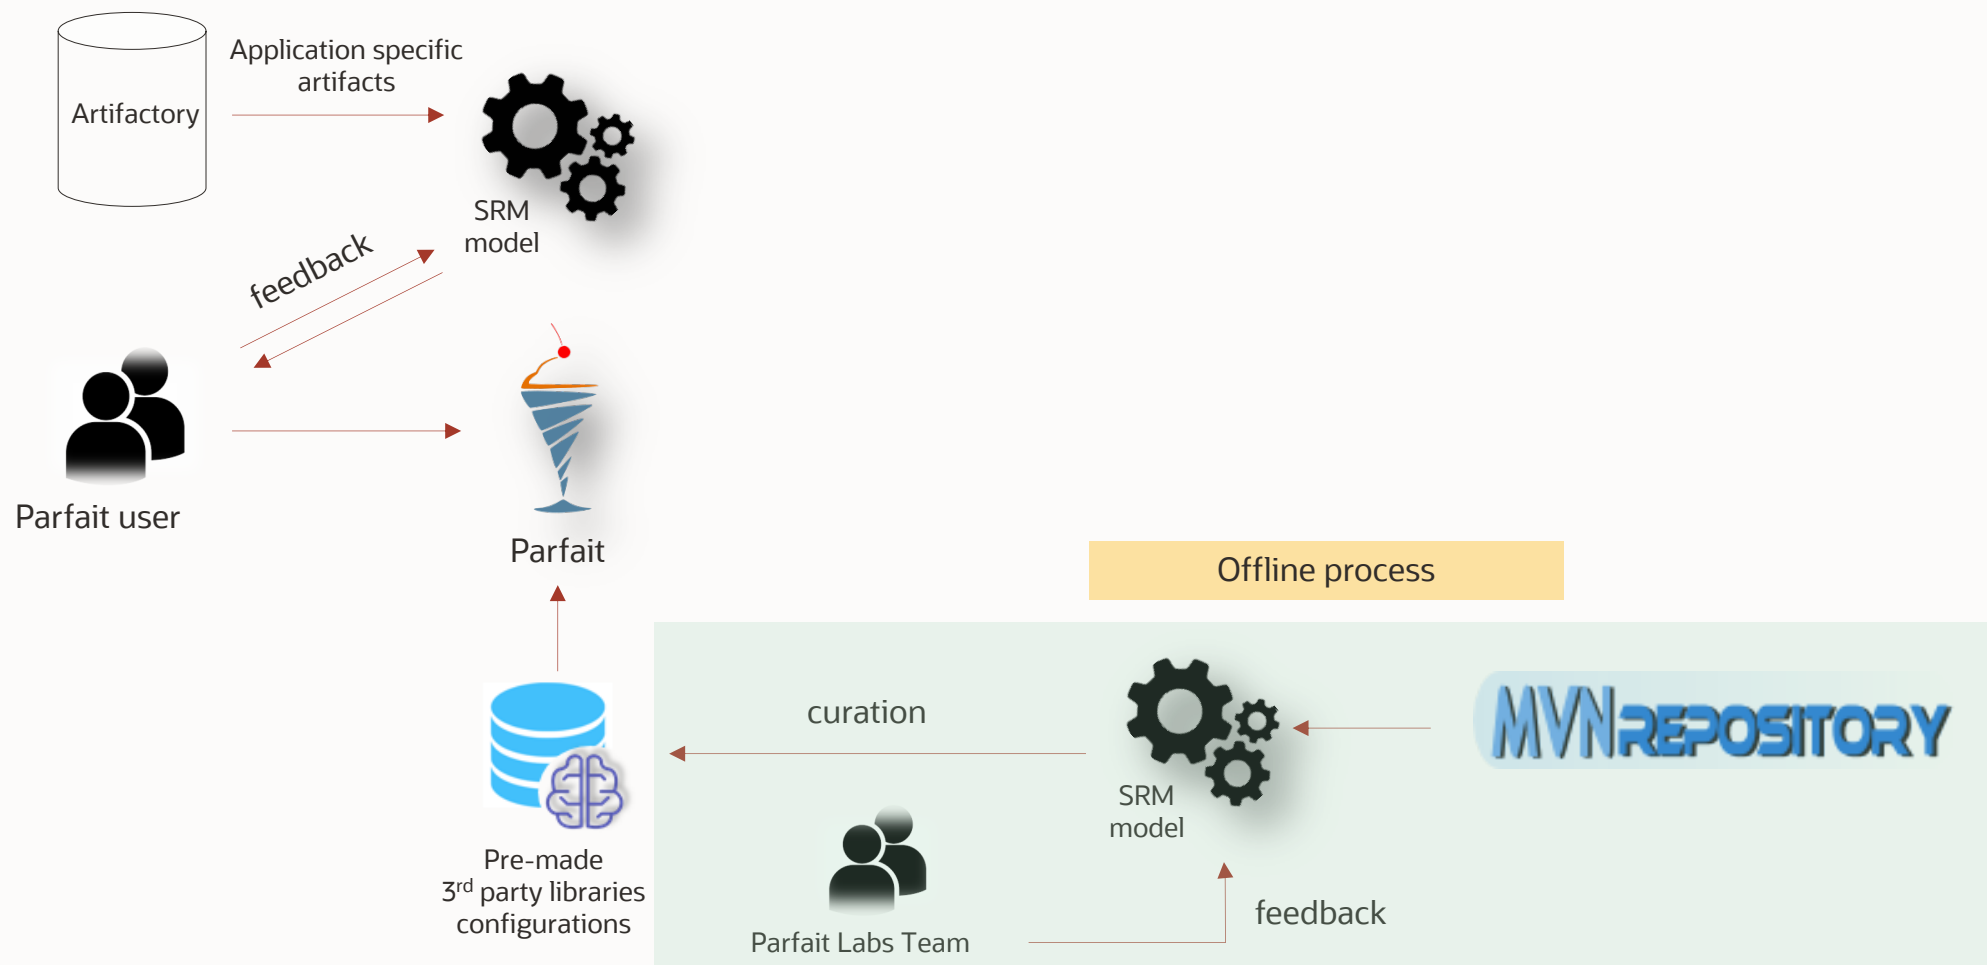 Application specific
artifacts
Artifactory
SRM
model
feedback
Parfait user
Parfait
Offline process
curation
MVNREPOSITORY
SRM
model
Pre-made
3rd party libraries
configurations
feedback
Parfait Labs Team